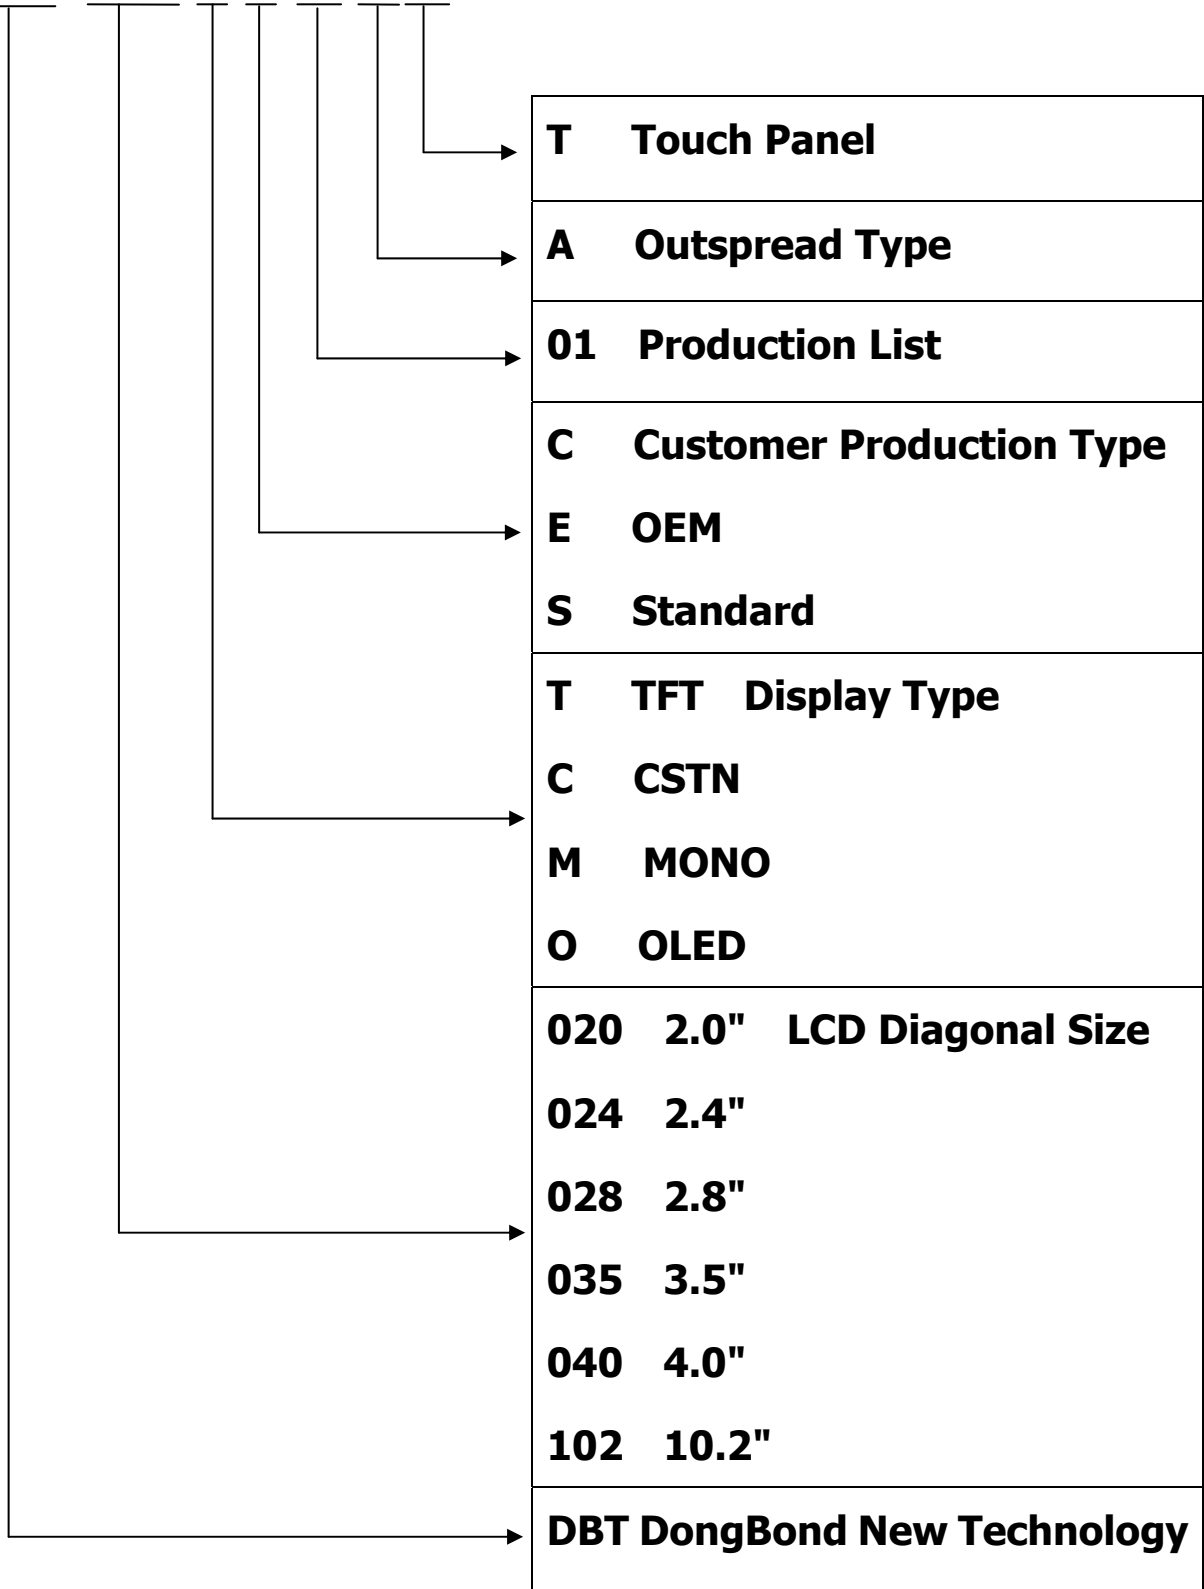 T Touch Panel
A Outspread Type
01 Production List
C Customer Production Type
E OEM
S Standard
T TFT Display Type
C CSTN
M MONO
O OLED
020 2.0" LCD Diagonal Size
024 2.4"
028 2.8"
035 3.5"
040 4.0"
102 10.2"
DBT DongBond New Technology